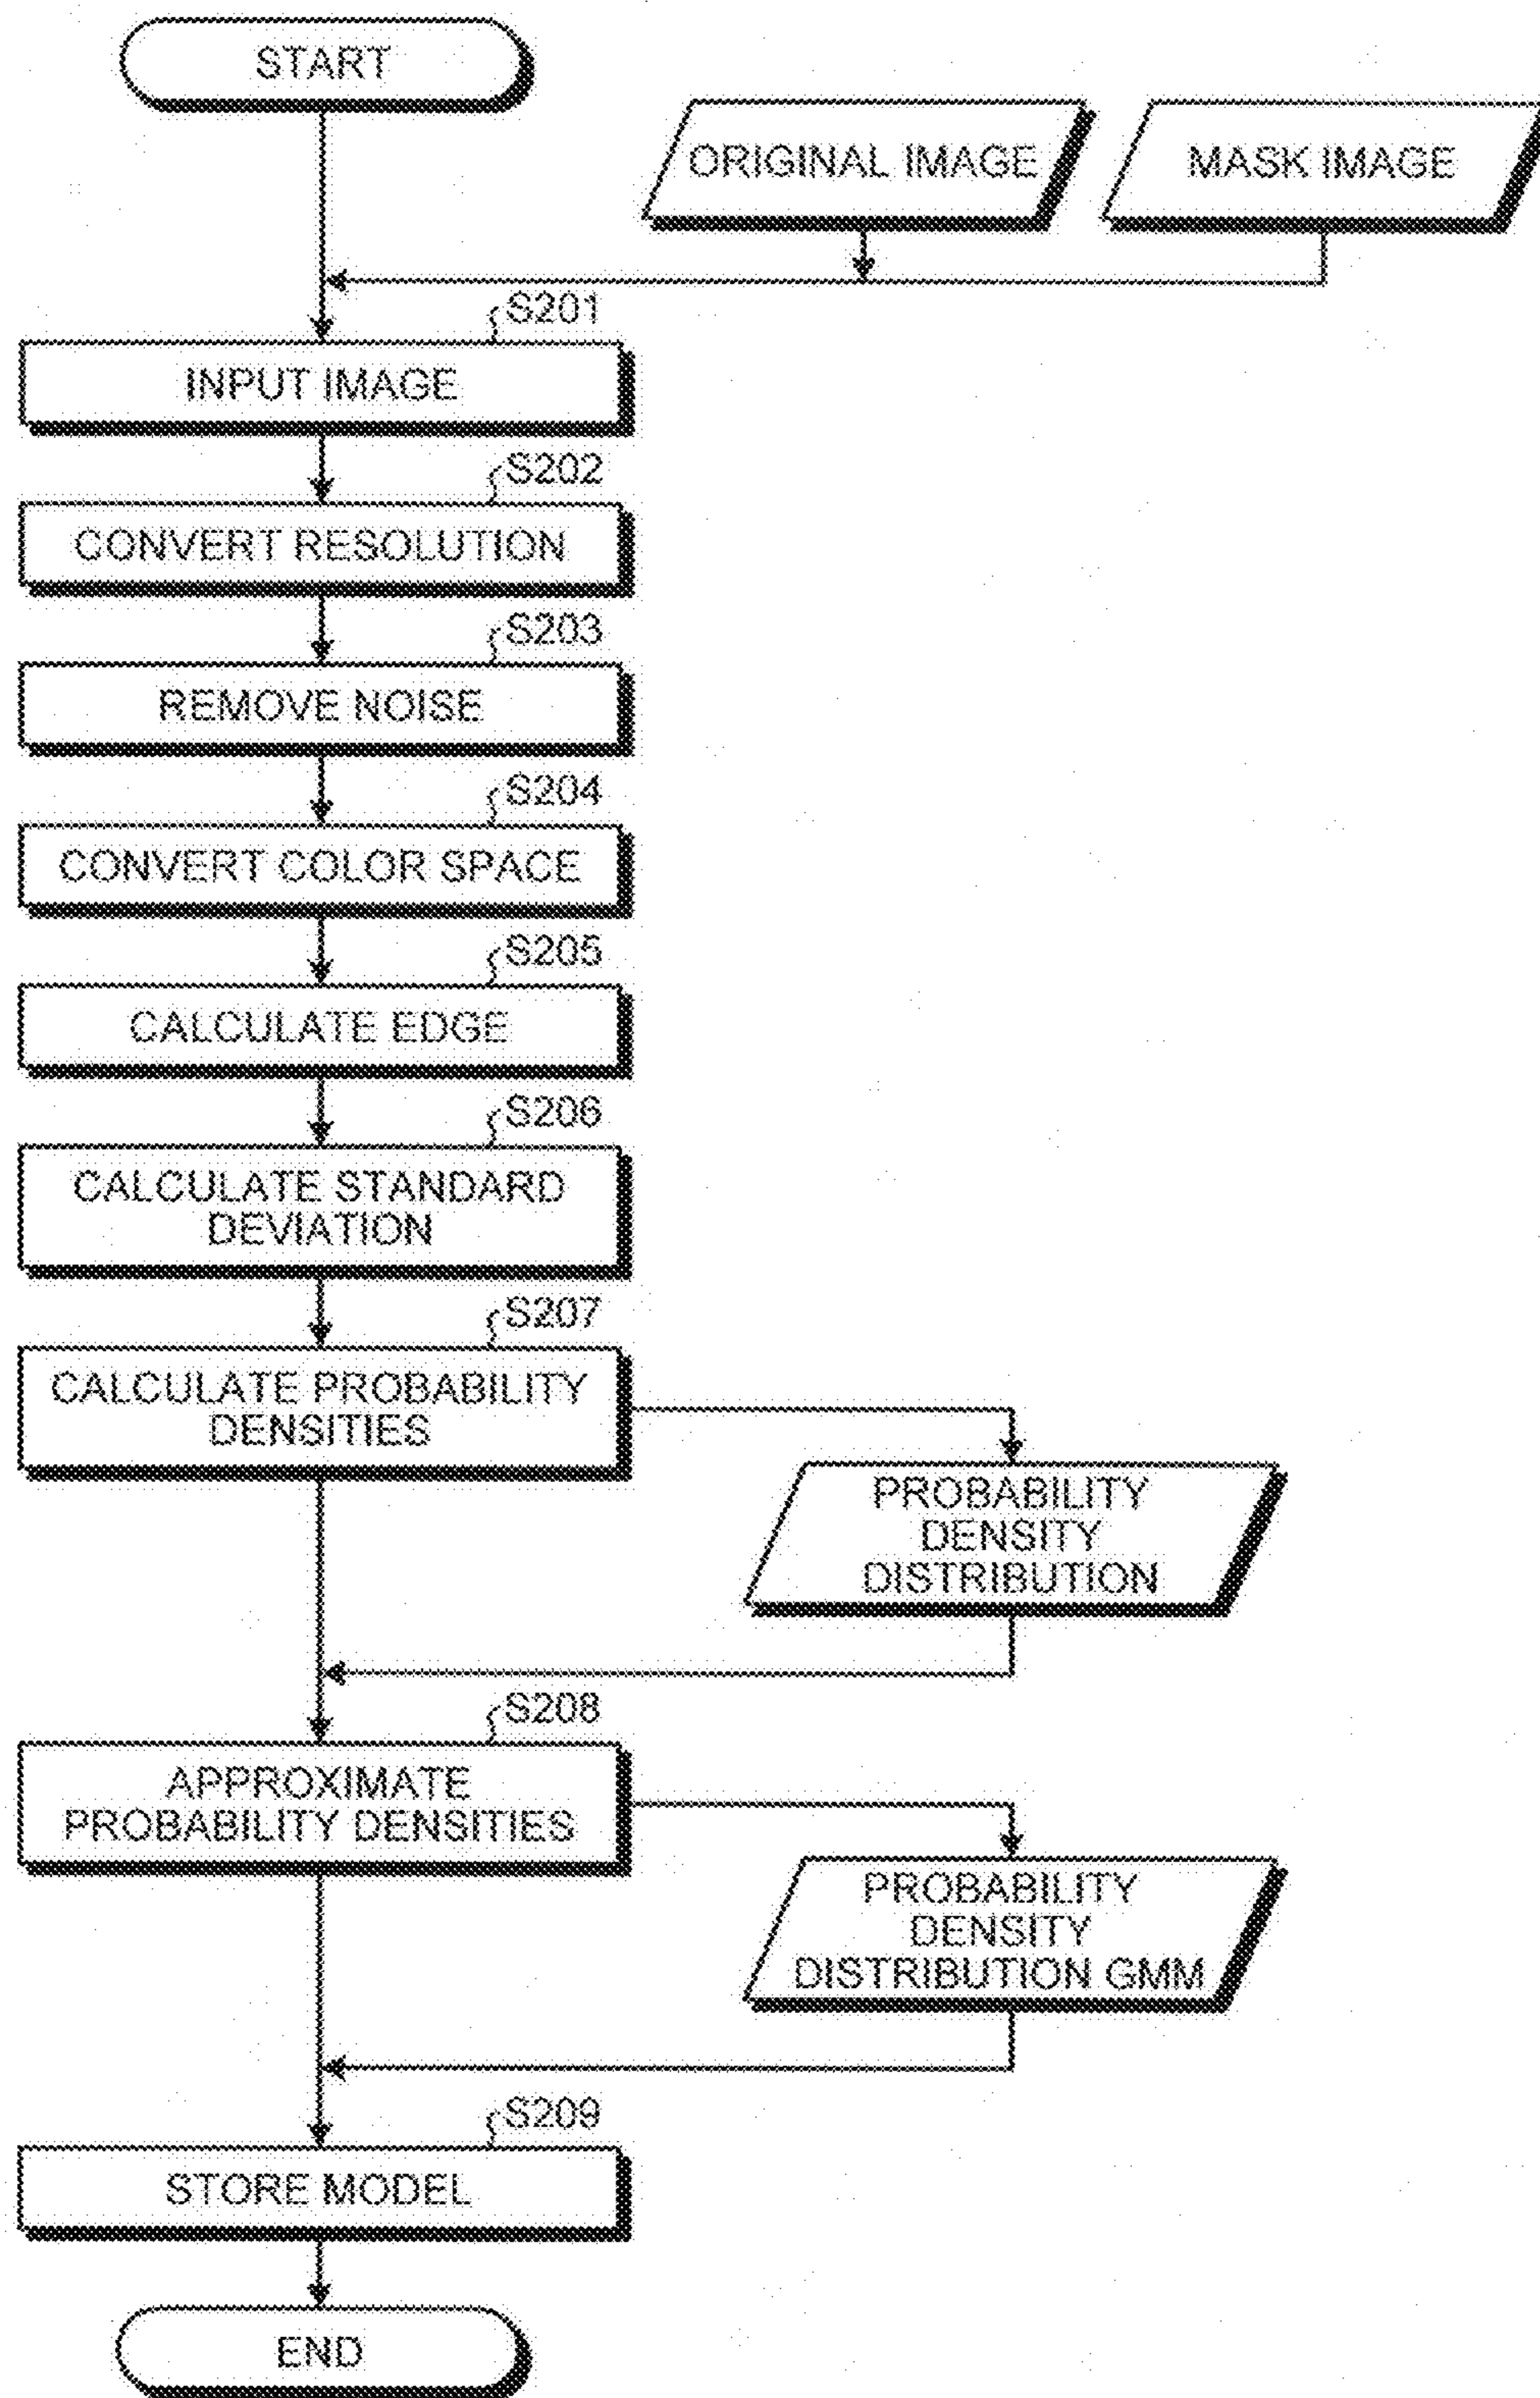 START
ORIGINAL IMAGE
MASK IMAGE
S201
INPUT IMAGE
S202
CONVERT RESOLUTION
S203
REMOVE NOISE
S204
CONVERT COLOR SPACE
S205
CALCULATE EDGE
S206
CALCULATE STANDARD
DEVIATION
S207
CALCULATE PROBABILITY
DENSITIES
PROBABILITY
DENSITY
DISTRIBUTION
S208
APPROXIMATE
PROBABILITY DENSITIES
PROBABILITY
DENSITY
DISTRIBUTION GMM
S209
STORE MODEL
END